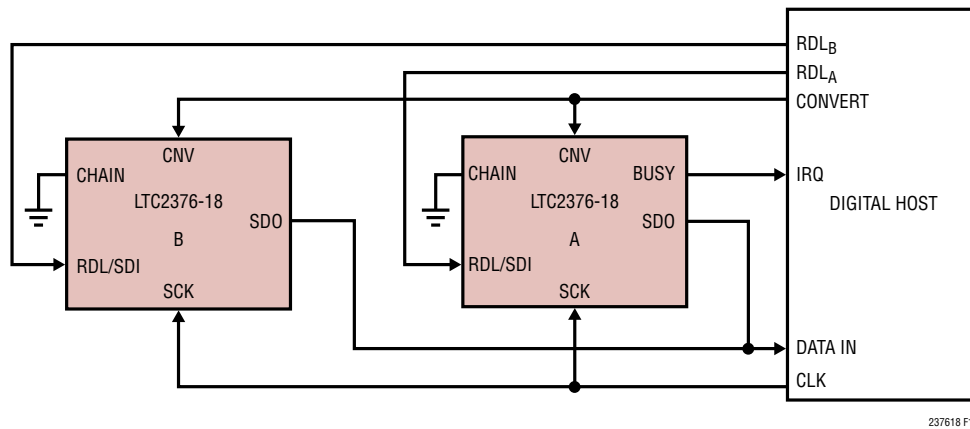 RDLB
RDLA
CONVERT
CNV
CHAIN
LTC2376-18
SDO
B
RDL/SDI
SCK
CNV
CHAIN
BUSY
LTC2376-18
SDO
A
RDL/SDI
SCK
IRQ
DIGITAL HOST
DATA IN
CLK
237618 F